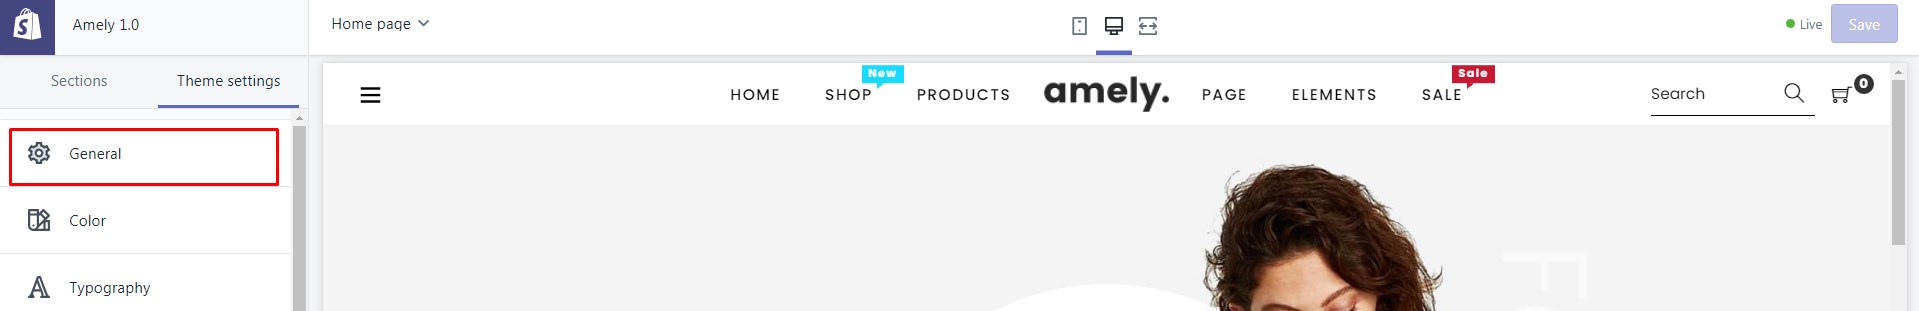 Amely 1.0
Home page
Live
Save
Sections
Theme settings
General
Color
Typography
HOME
SHOP
New
PRODUCTS
amely.
PAGE
ELEMENTS
SALE
Sale
Search
0